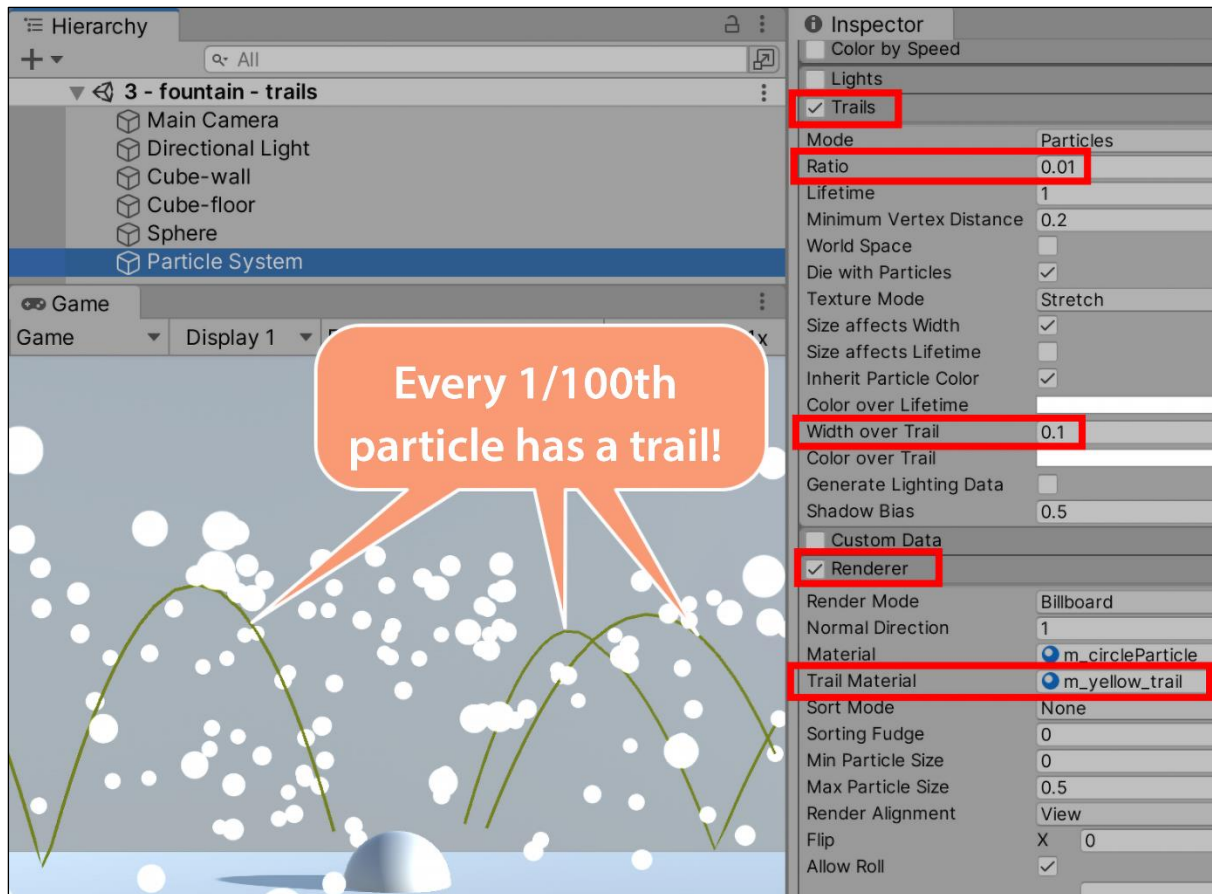 Hierarchy
All
3 - fountain - trails
Main Camera
Directional Light
Cube-wall
Cube-floor
Sphere
Particle System
Game
Game Display 1
Every 1/100th
particle has a trail!
Inspector
Color by Speed
Lights
Trails
Mode Particles
Ratio 0.01
Lifetime 1
Minimum Vertex Distance 0.2
World Space
Die with Particles
Texture Mode Stretch
Size affects Width
Size affects Lifetime
Inherit Particle Color
Color over Lifetime
Width over Trail 0.1
Color over Trail
Generate Lighting Data
Shadow Bias 0.5
Custom Data
Renderer
Render Mode Billboard
Normal Direction 1
Material m_circleParticle
Trail Material m_yellow_trail
Sort Mode None
Sorting Fudge 0
Min Particle Size 0
Max Particle Size 0.5
Render Alignment View
Flip X 0
Allow Roll